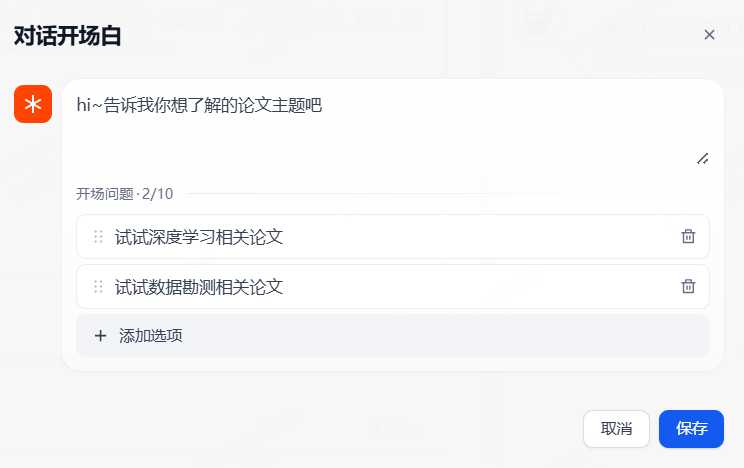 对话开场白
hi~告诉我你想了解的论文主题吧
开场问题·2/10
试试深度学习相关论文
试试数据勘测相关论文
添加选项
取消
保存